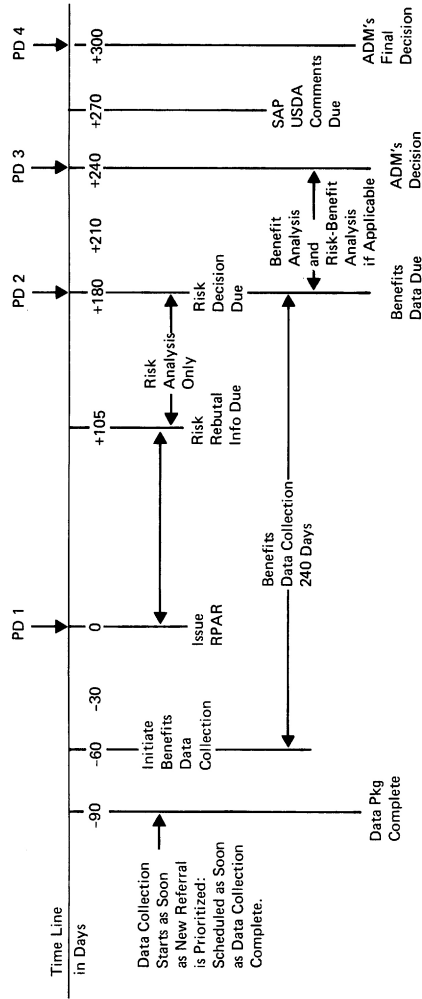 Time Line
in Days
PD 1
PD 2
PD 3
PD 4
−90
−60
−30
0
+105
+180
+210
+240
+270
+300
Data Collection
Starts as Soon
as New Referral
is Prioritized:
Scheduled as Soon
as Data Collection
Complete.
Data Pkg
Complete
Initiate
Benefits
Data
Collection
Issue
RPAR
Risk
Rebutal
Info Due
Risk
Analysis
Only
Risk
Decision
Due
Benefits
Data Collection
240 Days
Benefits
Data Due
Benefit
Analysis
and
Risk-Benefit
Analysis
if Applicable
ADM's
Decision
SAP
USDA
Comments
Due
ADM's
Final
Decision